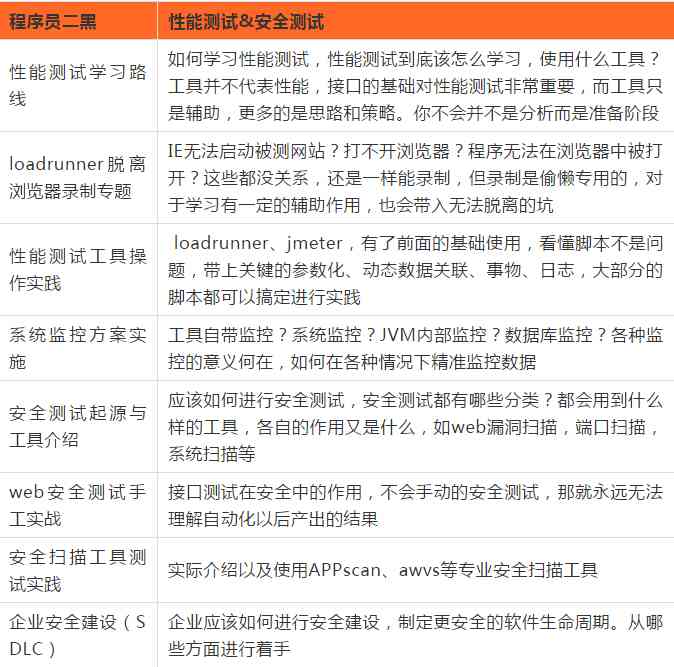 程序员二黑
性能测试&安全测试
性能测试学习路
线
如何学习性能测试，性能测试到底该怎么学习，使用什么工具？
工具并不代表性能，接口的基础对性能测试非常重要，而工具只
是辅助，更多的是思路和策略。你不会并不是分析而是准备阶段
loadrunner脱离
浏览器录制专题
IE无法启动被测网站？打不开浏览器？程序无法在浏览器中被打
开？这些都没关系，还是一样能录制，但录制是偷懒专用的，对
于学习有一定的辅助作用，也会带入无法脱离的坑
性能测试工具操
作实践
loadrunner、jmeter，有了前面的基础使用，看懂脚本不是问
题，带上关键的参数化、动态数据关联、事物、日志，大部分的
脚本都可以搞定进行实践
系统监控方案实
施
工具自带监控？系统监控？JVM内部监控？数据库监控？各种监
控的意义何在，如何在各种情况下精准监控数据
安全测试起源与
工具介绍
应该如何进行安全测试，安全测试都有哪些分类？都会用到什么
样的工具，各自的作用又是什么，如web漏洞扫描，端口扫描，
系统扫描等
web安全测试手
工实战
接口测试在安全中的作用，不会手动的安全测试，那就永远无法
理解自动化以后产出的结果
安全扫描工具测
试实践
实际介绍以及使用APPscan、awvs等专业安全扫描工具
企业安全建设（S
DLC）
企业应该如何进行安全建设，制定更安全的软件生命周期。从哪
些方面进行着手